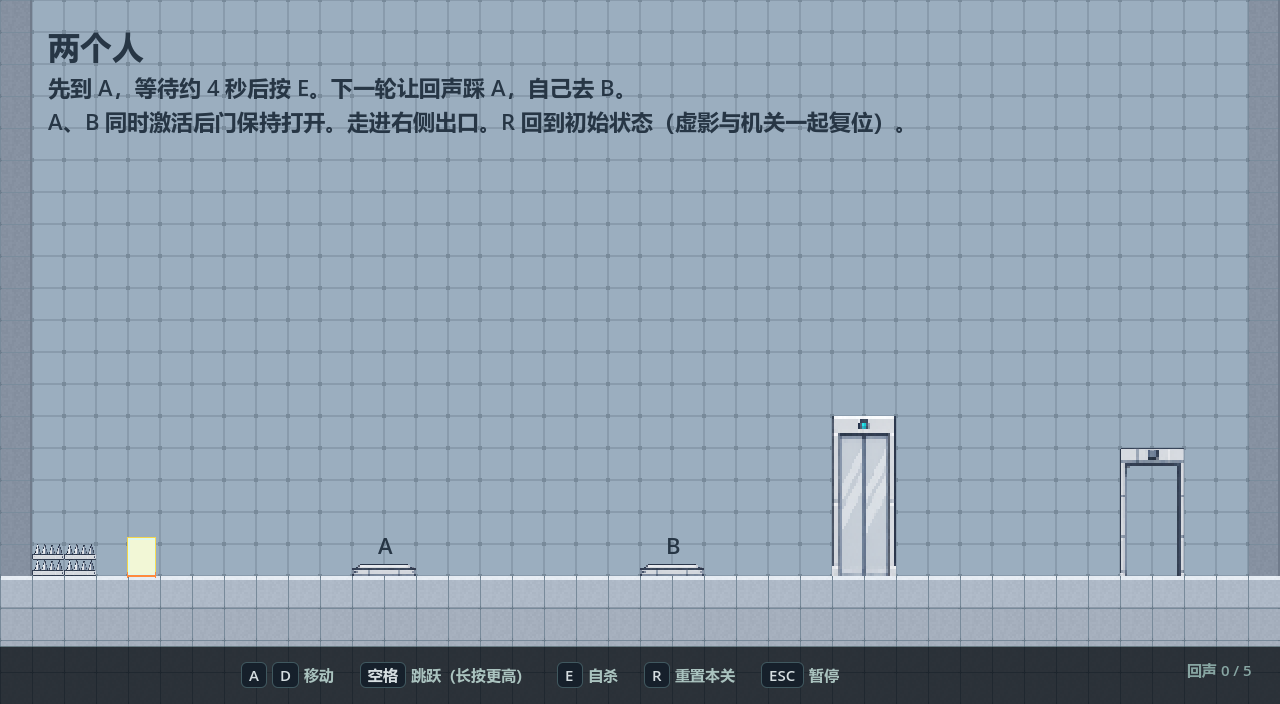 两个人
先到 A，等待约 4 秒后按 E。下一轮让回声踩 A，自己去 B。
A、B 同时激活后门保持打开。走进右侧出口。R 回到初始状态（虚影与机关一起复位）。
A
B
A D 移动 空格 跳跃（长按更高） E 自杀 R 重置本关 ESC 暂停
回声 0 / 5